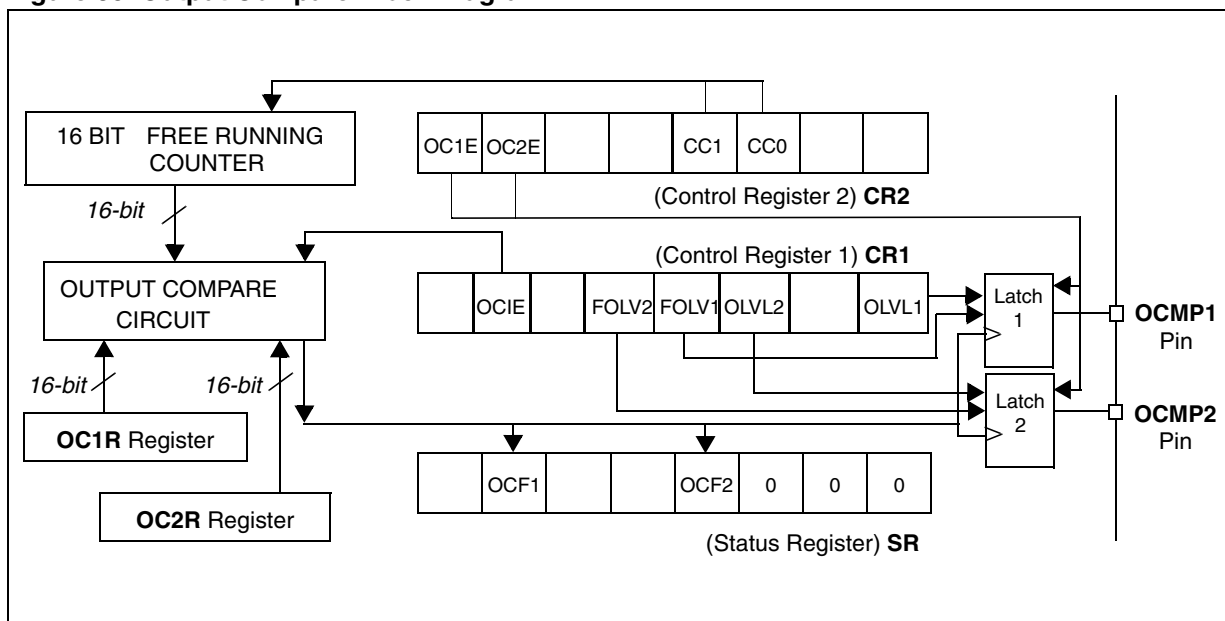 16 BIT FREE RUNNING
COUNTER
OC1E OC2E CC1 CC0
(Control Register 2) CR2
16-bit
(Control Register 1) CR1
OUTPUT COMPARE
CIRCUIT
OCIE FOLV2 FOLV1 OLVL2 OLVL1
Latch
1
OCMP1
Pin
16-bit
16-bit
Latch
2
OCMP2
Pin
OC1R Register
OCF1 OCF2 0 0 0
OC2R Register
(Status Register) SR